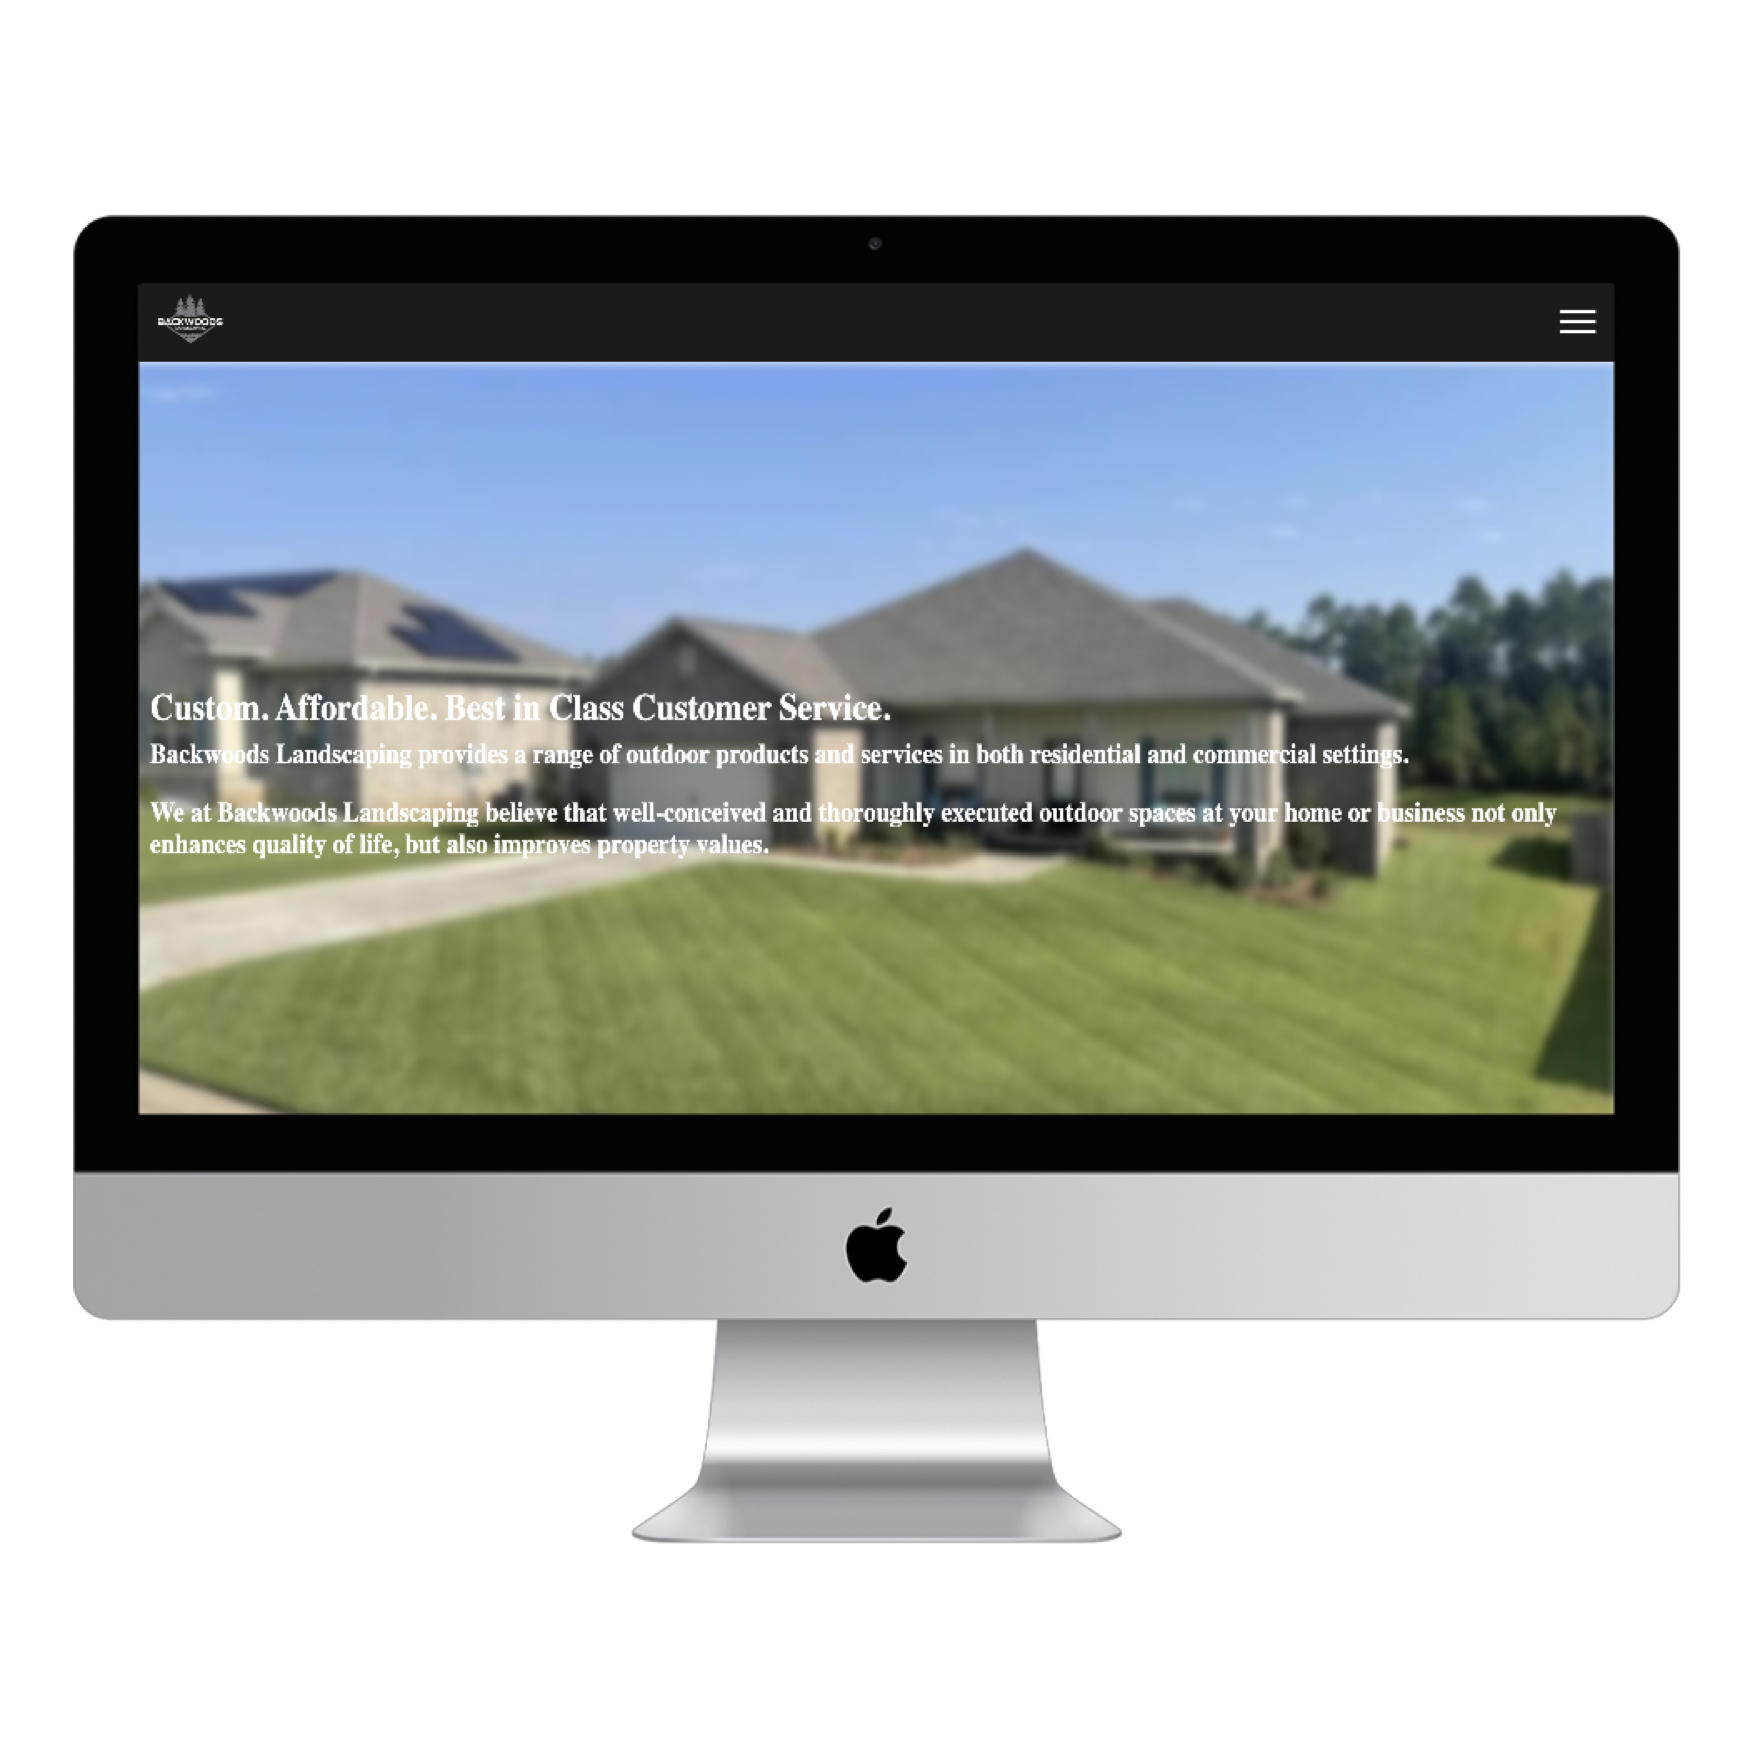 BACKWOODS
Custom. Affordable. Best in Class Customer Service.
Backwoods Landscaping provides a range of outdoor products and services in both residential and commercial settings.
We at Backwoods Landscaping believe that well-conceived and thoroughly executed outdoor spaces at your home or business not only
enhances quality of life, but also improves property values.